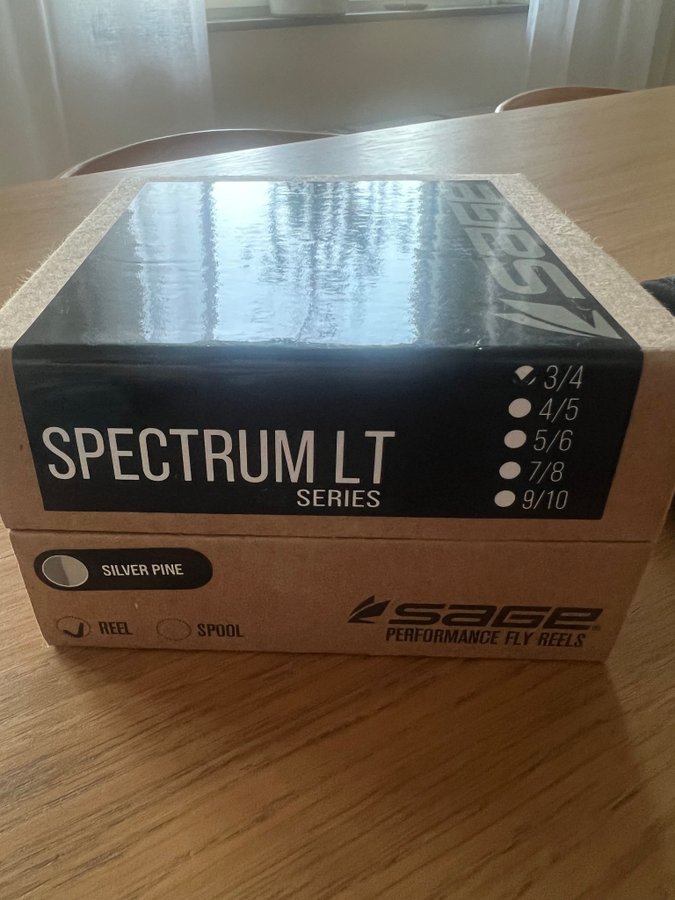 SAGE
3/4
4/5
5/6
7/8
9/10
SPECTRUM LT
SERIES
SILVER PINE
REEL SPOOL
SAGE®
PERFORMANCE FLY REELS